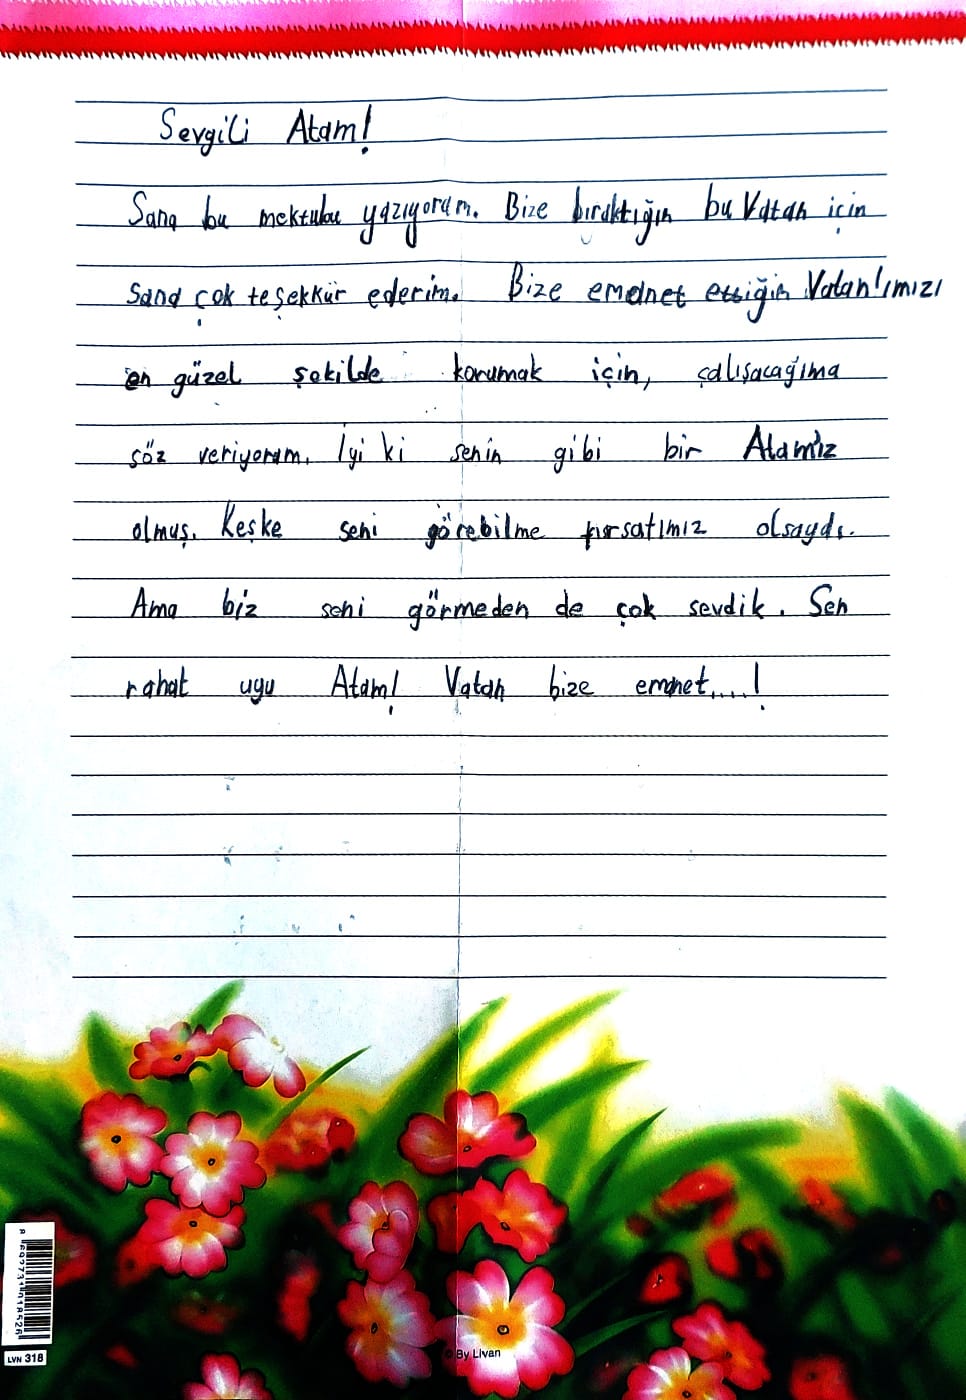 Sevgili Atam!
Sana bu mektubu yazıyorum. Bize bıraktığın bu Vatan için
sana çok teşekkür ederim. Bize emanet ettiğin Vatanımızı
en güzel şekilde korumak için, çalışacağıma
söz veriyorum. İyi ki senin gibi bir Atamız
olmuş. Keşke seni görebilme fırsatımız olsaydı.
Ama biz seni görmeden de çok sevdik. Sen
rahat uyu Atam! Vatan bize emanet....!
LVN 318
By Livan